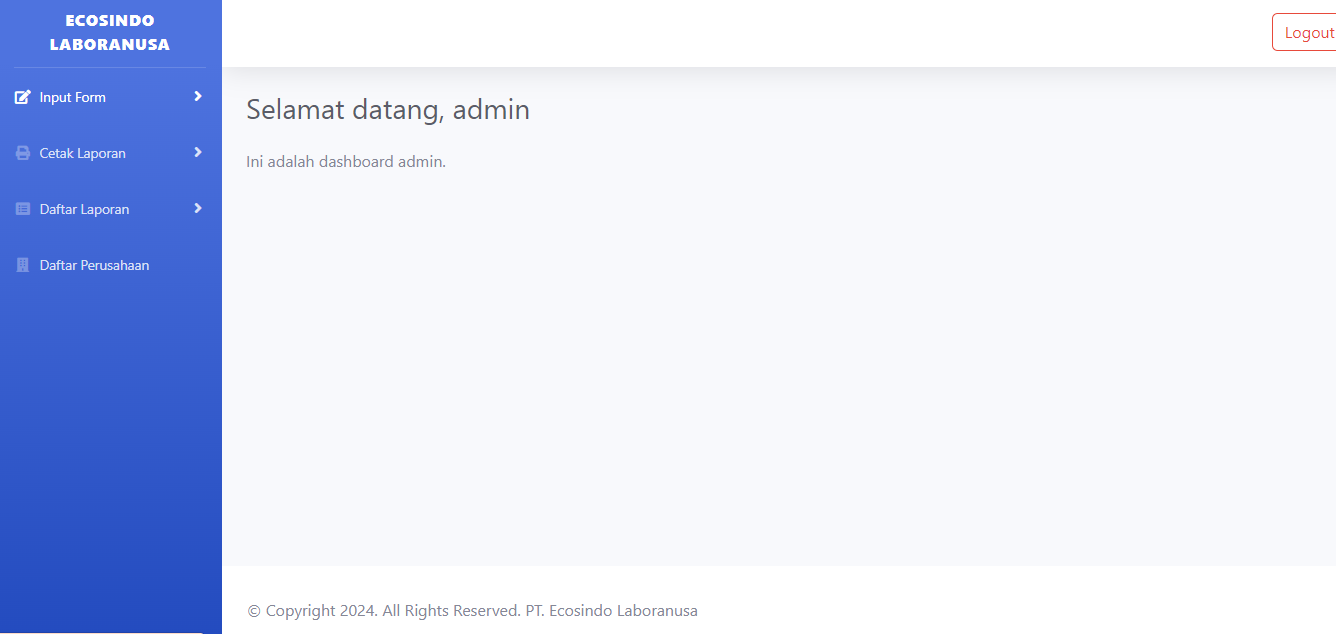 ECOSINDO
LABORANUSA
Logout
Input Form
Selamat datang, admin
Cetak Laporan
Ini adalah dashboard admin.
Daftar Laporan
Daftar Perusahaan
© Copyright 2024. All Rights Reserved. PT. Ecosindo Laboranusa